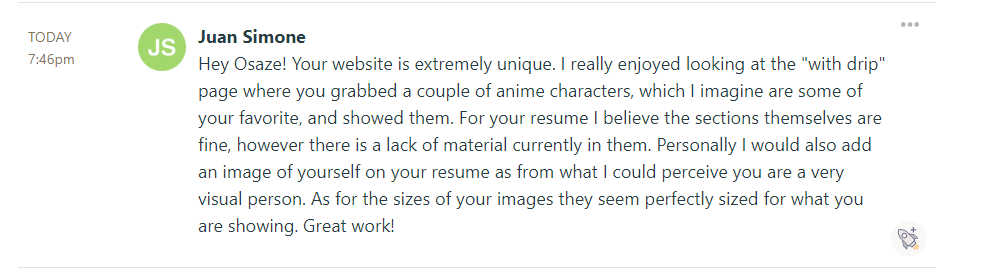 TODAY
7:46pm
JS
Juan Simone
Hey Osaze! Your website is extremely unique. I really enjoyed looking at the "with drip"
page where you grabbed a couple of anime characters, which I imagine are some of
your favorite, and showed them. For your resume I believe the sections themselves are
fine, however there is a lack of material currently in them. Personally I would also add
an image of yourself on your resume as from what I could perceive you are a very
visual person. As for the sizes of your images they seem perfectly sized for what you
are showing. Great work!